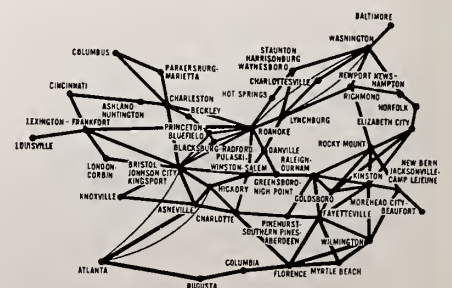 BALTIMORE
WASHINGTON
COLUMBUS
PARKERSBURG-
MARIETTA
STAUNTON
HARRISONBURG
WAYNESBORO
CHARLOTTESVILLE
NEWPORT NEWS-
HAMPTON
CINCINNATI
ASHLAND
HUNTINGTON
CHARLESTON
BECKLEY
HOT SPRINGS
RICHMOND
NORFOLK
LYNCHBURG
ELIZABETH CITY
LEXINGTON-FRANKFORT
PRINCETON
BLUEFIELD
ROANOKE
LOUISVILLE
BLACKSBURG-RADFORD
PULASKI
DANVILLE
ROCKY MOUNT
LONDON-
CORBIN
BRISTOL
JOHNSON CITY
KINGSPORT
WINSTON-SALEM
RALEIGH-
DURHAM
HICKORY
GREENSBORO-
HIGH POINT
KINSTON
NEW BERN
JACKSONVILLE-
CAMP LEJEUNE
KNOXVILLE
GOLDSBORO
MOREHEAD CITY-
BEAUFORT
ASHEVILLE
CHARLOTTE
FAYETTEVILLE
PINEHURST-
SOUTHERN PINES-
ABERDEEN
WILMINGTON
ATLANTA
COLUMBIA
FLORENCE
MYRTLE BEACH
AUGUSTA